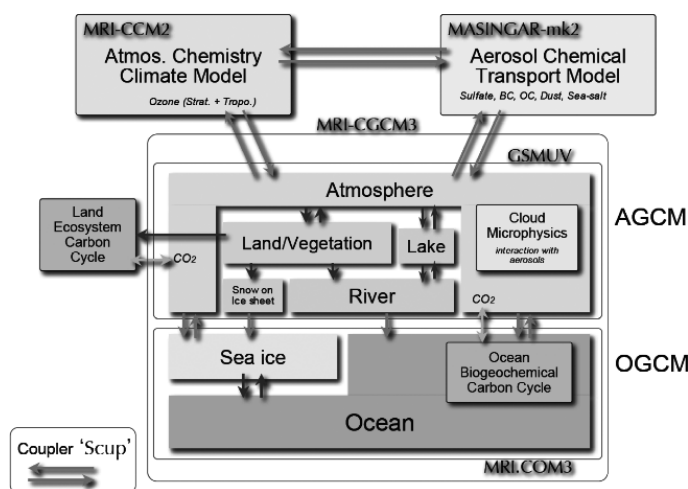 MRI-CCM2
Atmos. Chemistry
Climate Model
Ozone (Strat. + Tropo.)
MASINGAR-mk2
Aerosol Chemical
Transport Model
Sulfate, BC, OC, Dust, Sea-salt
MRI-CGCM3
GSMUV
Atmosphere
AGCM
Land
Ecosystem
Carbon
Cycle
CO2
Land/Vegetation
Lake
Cloud
Microphysics
interaction with
aerosols
Snow on
Ice sheet
River
CO2
Sea ice
Ocean
Biogeochemical
Carbon Cycle
OGCM
Ocean
Coupler 'Scup'
MRI.COM3